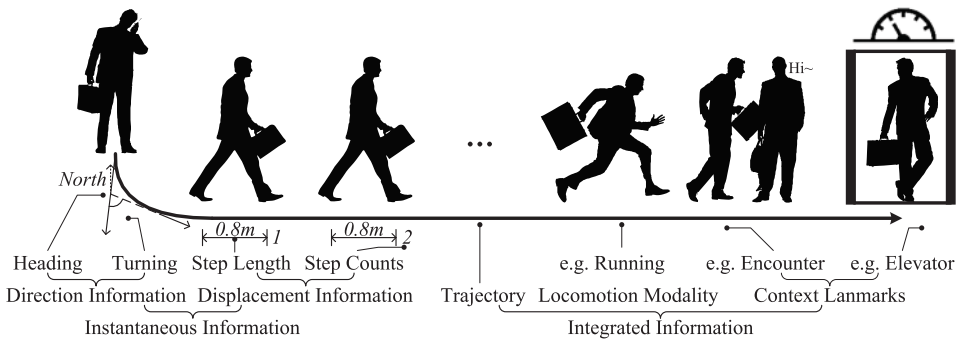 Hi~
North
0.8m 1 0.8m 2
Heading Turning Step Length Step Counts e.g. Running e.g. Encounter e.g. Elevator
Direction Information Displacement Information Trajectory Locomotion Modality Context Lanmarks
Instantaneous Information Integrated Information